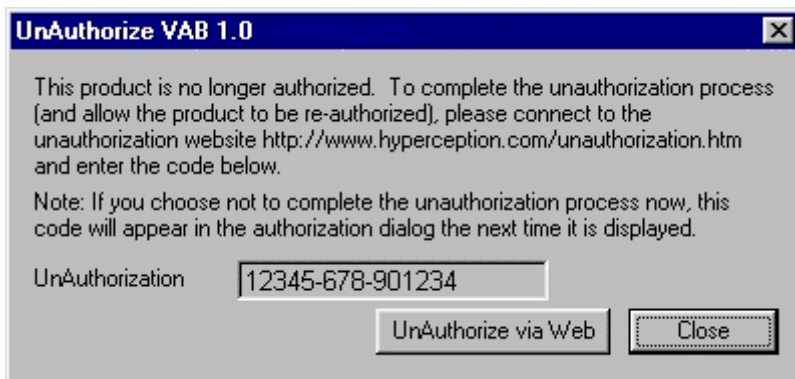 UnAuthorize VAB 1.0
This product is no longer authorized.  To complete the unauthorization process
(and allow the product to be re-authorized), please connect to the
unauthorization website http://www.hyperception.com/unauthorization.htm
and enter the code below.
Note: If you choose not to complete the unauthorization process now, this
code will appear in the authorization dialog the next time it is displayed.
UnAuthorization 12345-678-901234
UnAuthorize via Web Close